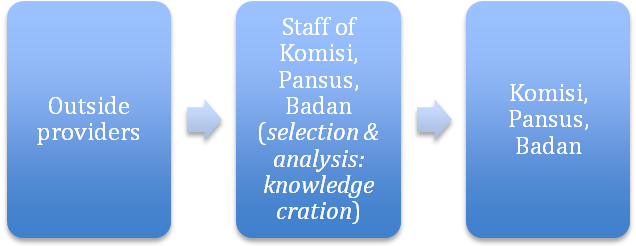 Outside
providers
Staff of
Komisi,
Pansus,
Badan
(selection &
analysis:
knowledge
cration)
Komisi,
Pansus,
Badan